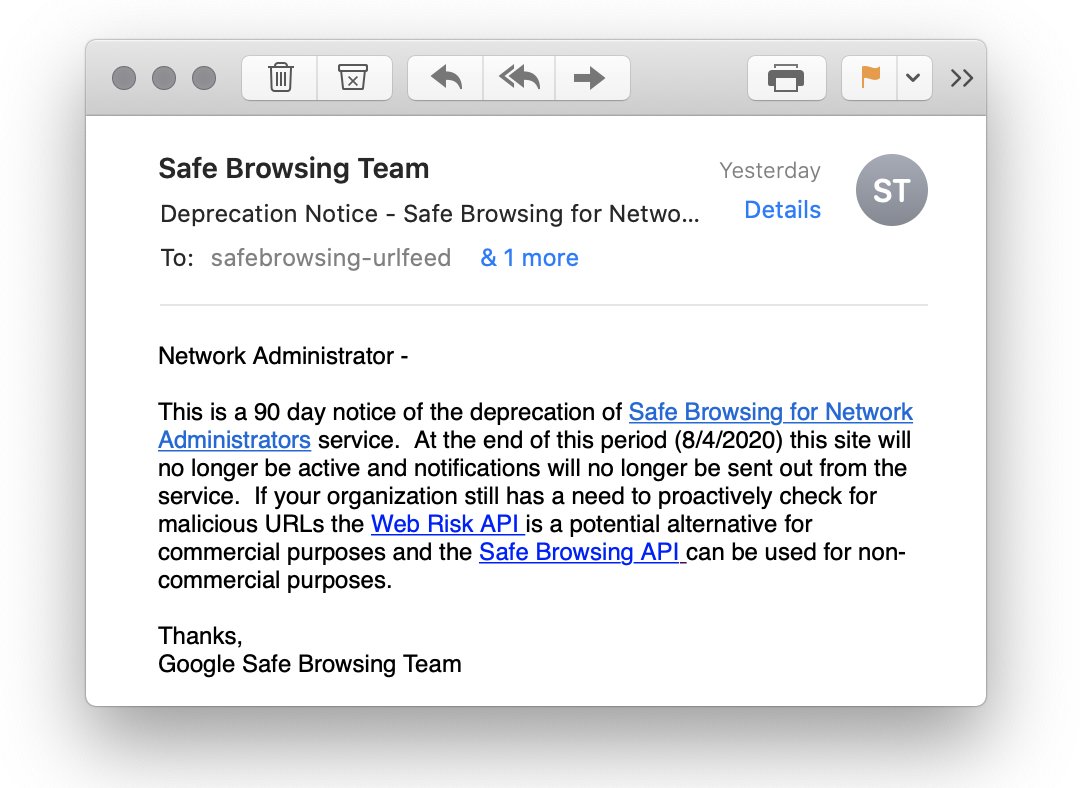 Safe Browsing Team
Yesterday
ST
Deprecation Notice - Safe Browsing for Netwo...
Details
To: safebrowsing-urlfeed & 1 more
Network Administrator -
This is a 90 day notice of the deprecation of Safe Browsing for Network
Administrators service.  At the end of this period (8/4/2020) this site will
no longer be active and notifications will no longer be sent out from the
service.  If your organization still has a need to proactively check for
malicious URLs the Web Risk API is a potential alternative for
commercial purposes and the Safe Browsing API can be used for non-
commercial purposes.
Thanks,
Google Safe Browsing Team